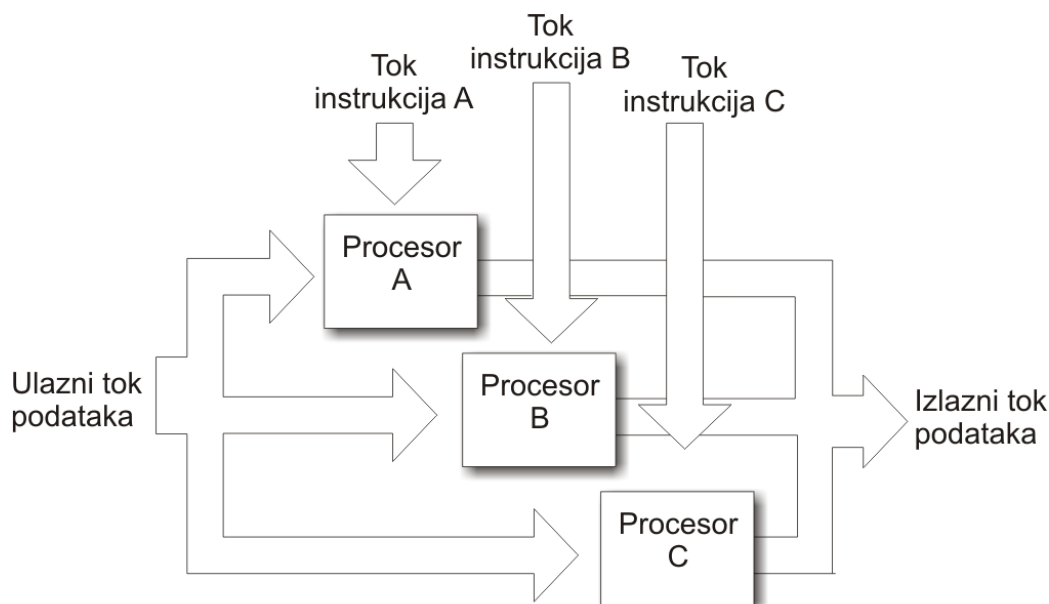 Tok
instrukcija A
Tok
instrukcija B
Tok
instrukcija C
Procesor
A
Procesor
B
Procesor
C
Ulazni tok
podataka
Izlazni tok
podataka